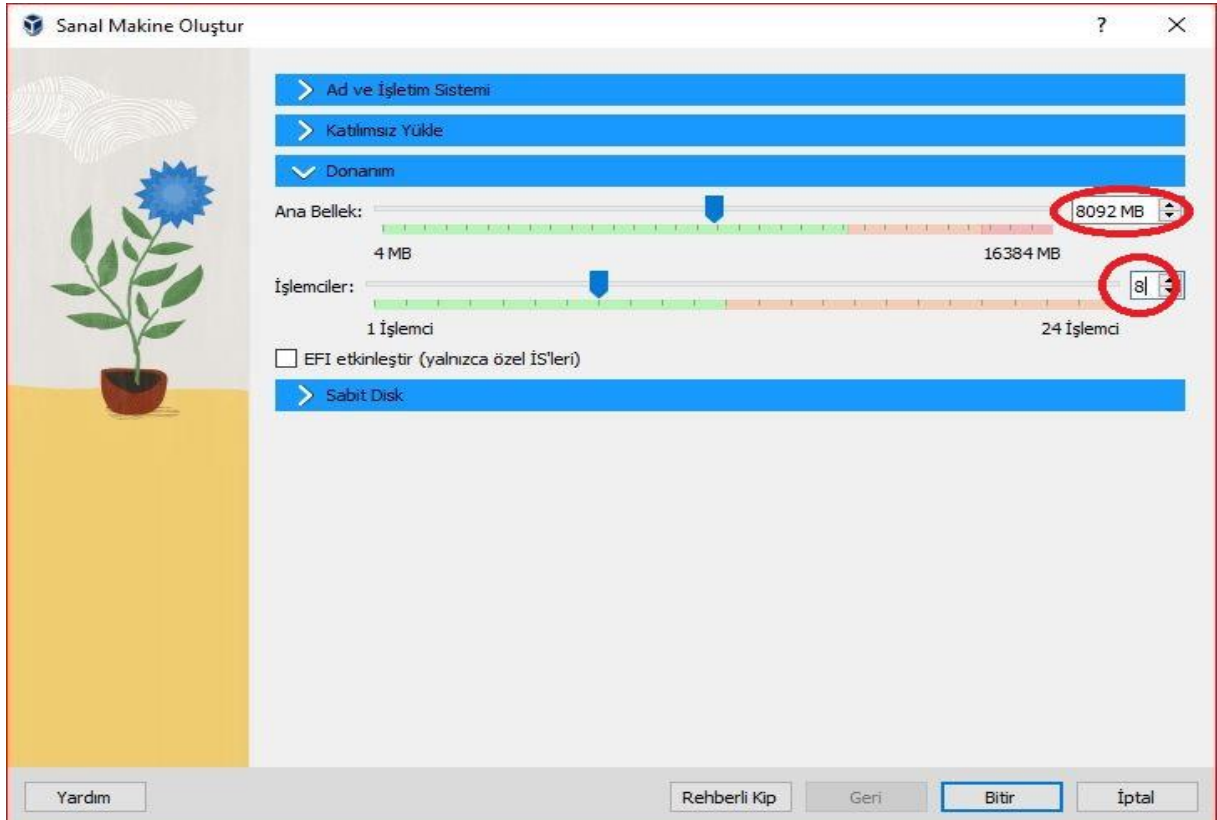 Sanal Makine Oluştur
?
Ad ve İşletim Sistemi
Katılımsız Yükle
Donanım
Ana Bellek: 8092 MB
4 MB 16384 MB
İşlemciler: 8
1 İşlemci 24 İşlemci
EFI etkinleştir (yalnızca özel İS'leri)
Sabit Disk
Yardım Rehberli Kip Geri Bitir İptal